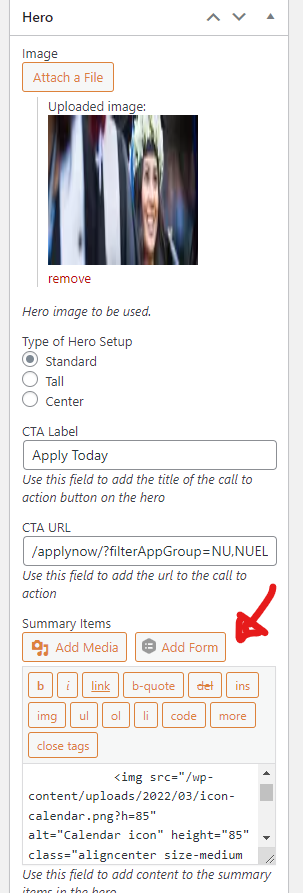 Hero
Image
Attach a File
Uploaded image:
remove
Hero image to be used.
Type of Hero Setup
Standard
Tall
Center
CTA Label
Apply Today
Use this field to add the title of the call to
action button on the hero
CTA URL
/applynow/?filterAppGroup=NU,NUEL
Use this field to add the url to the call to
action
Summary Items
Add Media Add Form
b i link b-quote del ins
img ul ol li code more
close tags
<img src="/wp-
content/uploads/2022/03/icon-
calendar.png?h=85"
alt="Calendar icon" height="85"
class="aligncenter size-medium
Use this field to add content to the summary
items in the hero